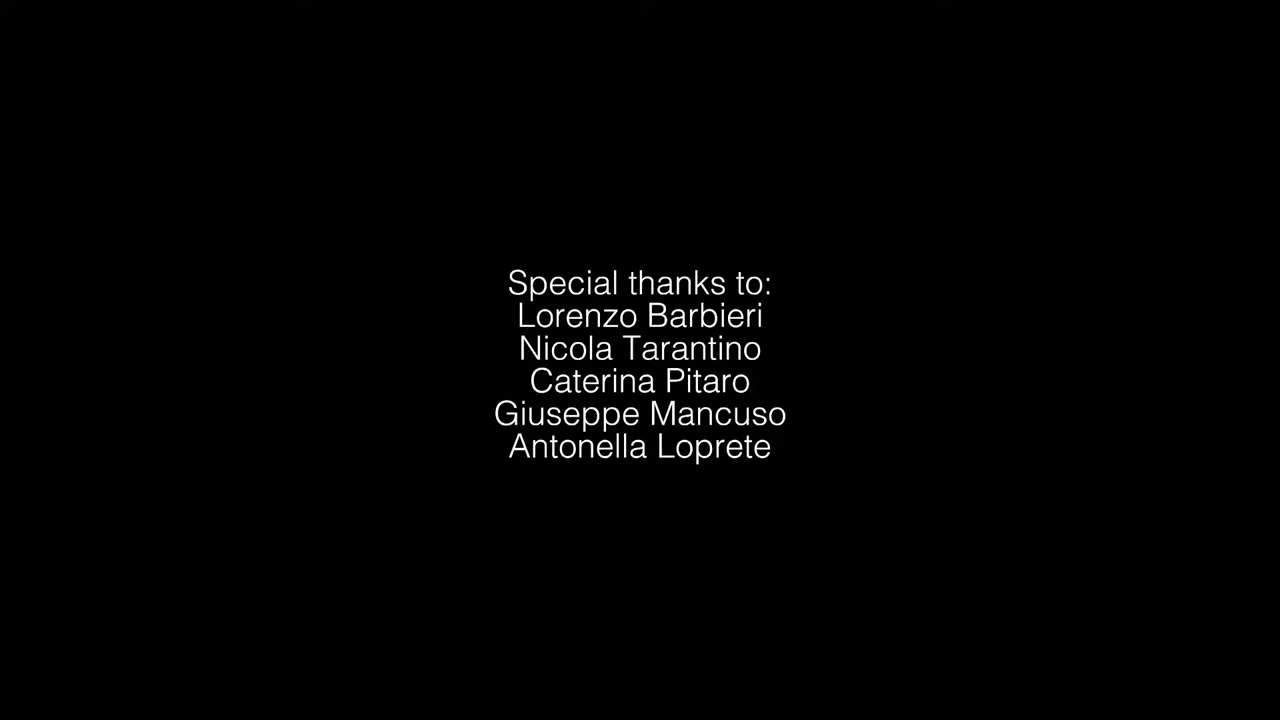 Special thanks to:
Lorenzo Barbieri
Nicola Tarantino
Caterina Pitaro
Giuseppe Mancuso
Antonella Loprete